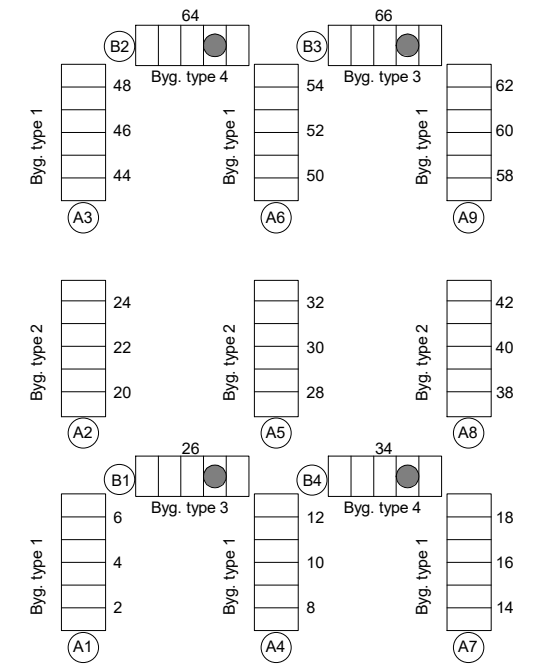 64 66
B2 B3
Byg. type 4 Byg. type 3
Byg. type 1 48 Byg. type 1 54 Byg. type 1 62
46 52 60
44 50 58
A3 A6 A9
Byg. type 2 24 Byg. type 2 32 Byg. type 2 42
22 30 40
20 28 38
A2 A5 A8
26 34
B1 B4
Byg. type 3 Byg. type 4
Byg. type 1 6 Byg. type 1 12 Byg. type 1 18
4 10 16
2 8 14
A1 A4 A7